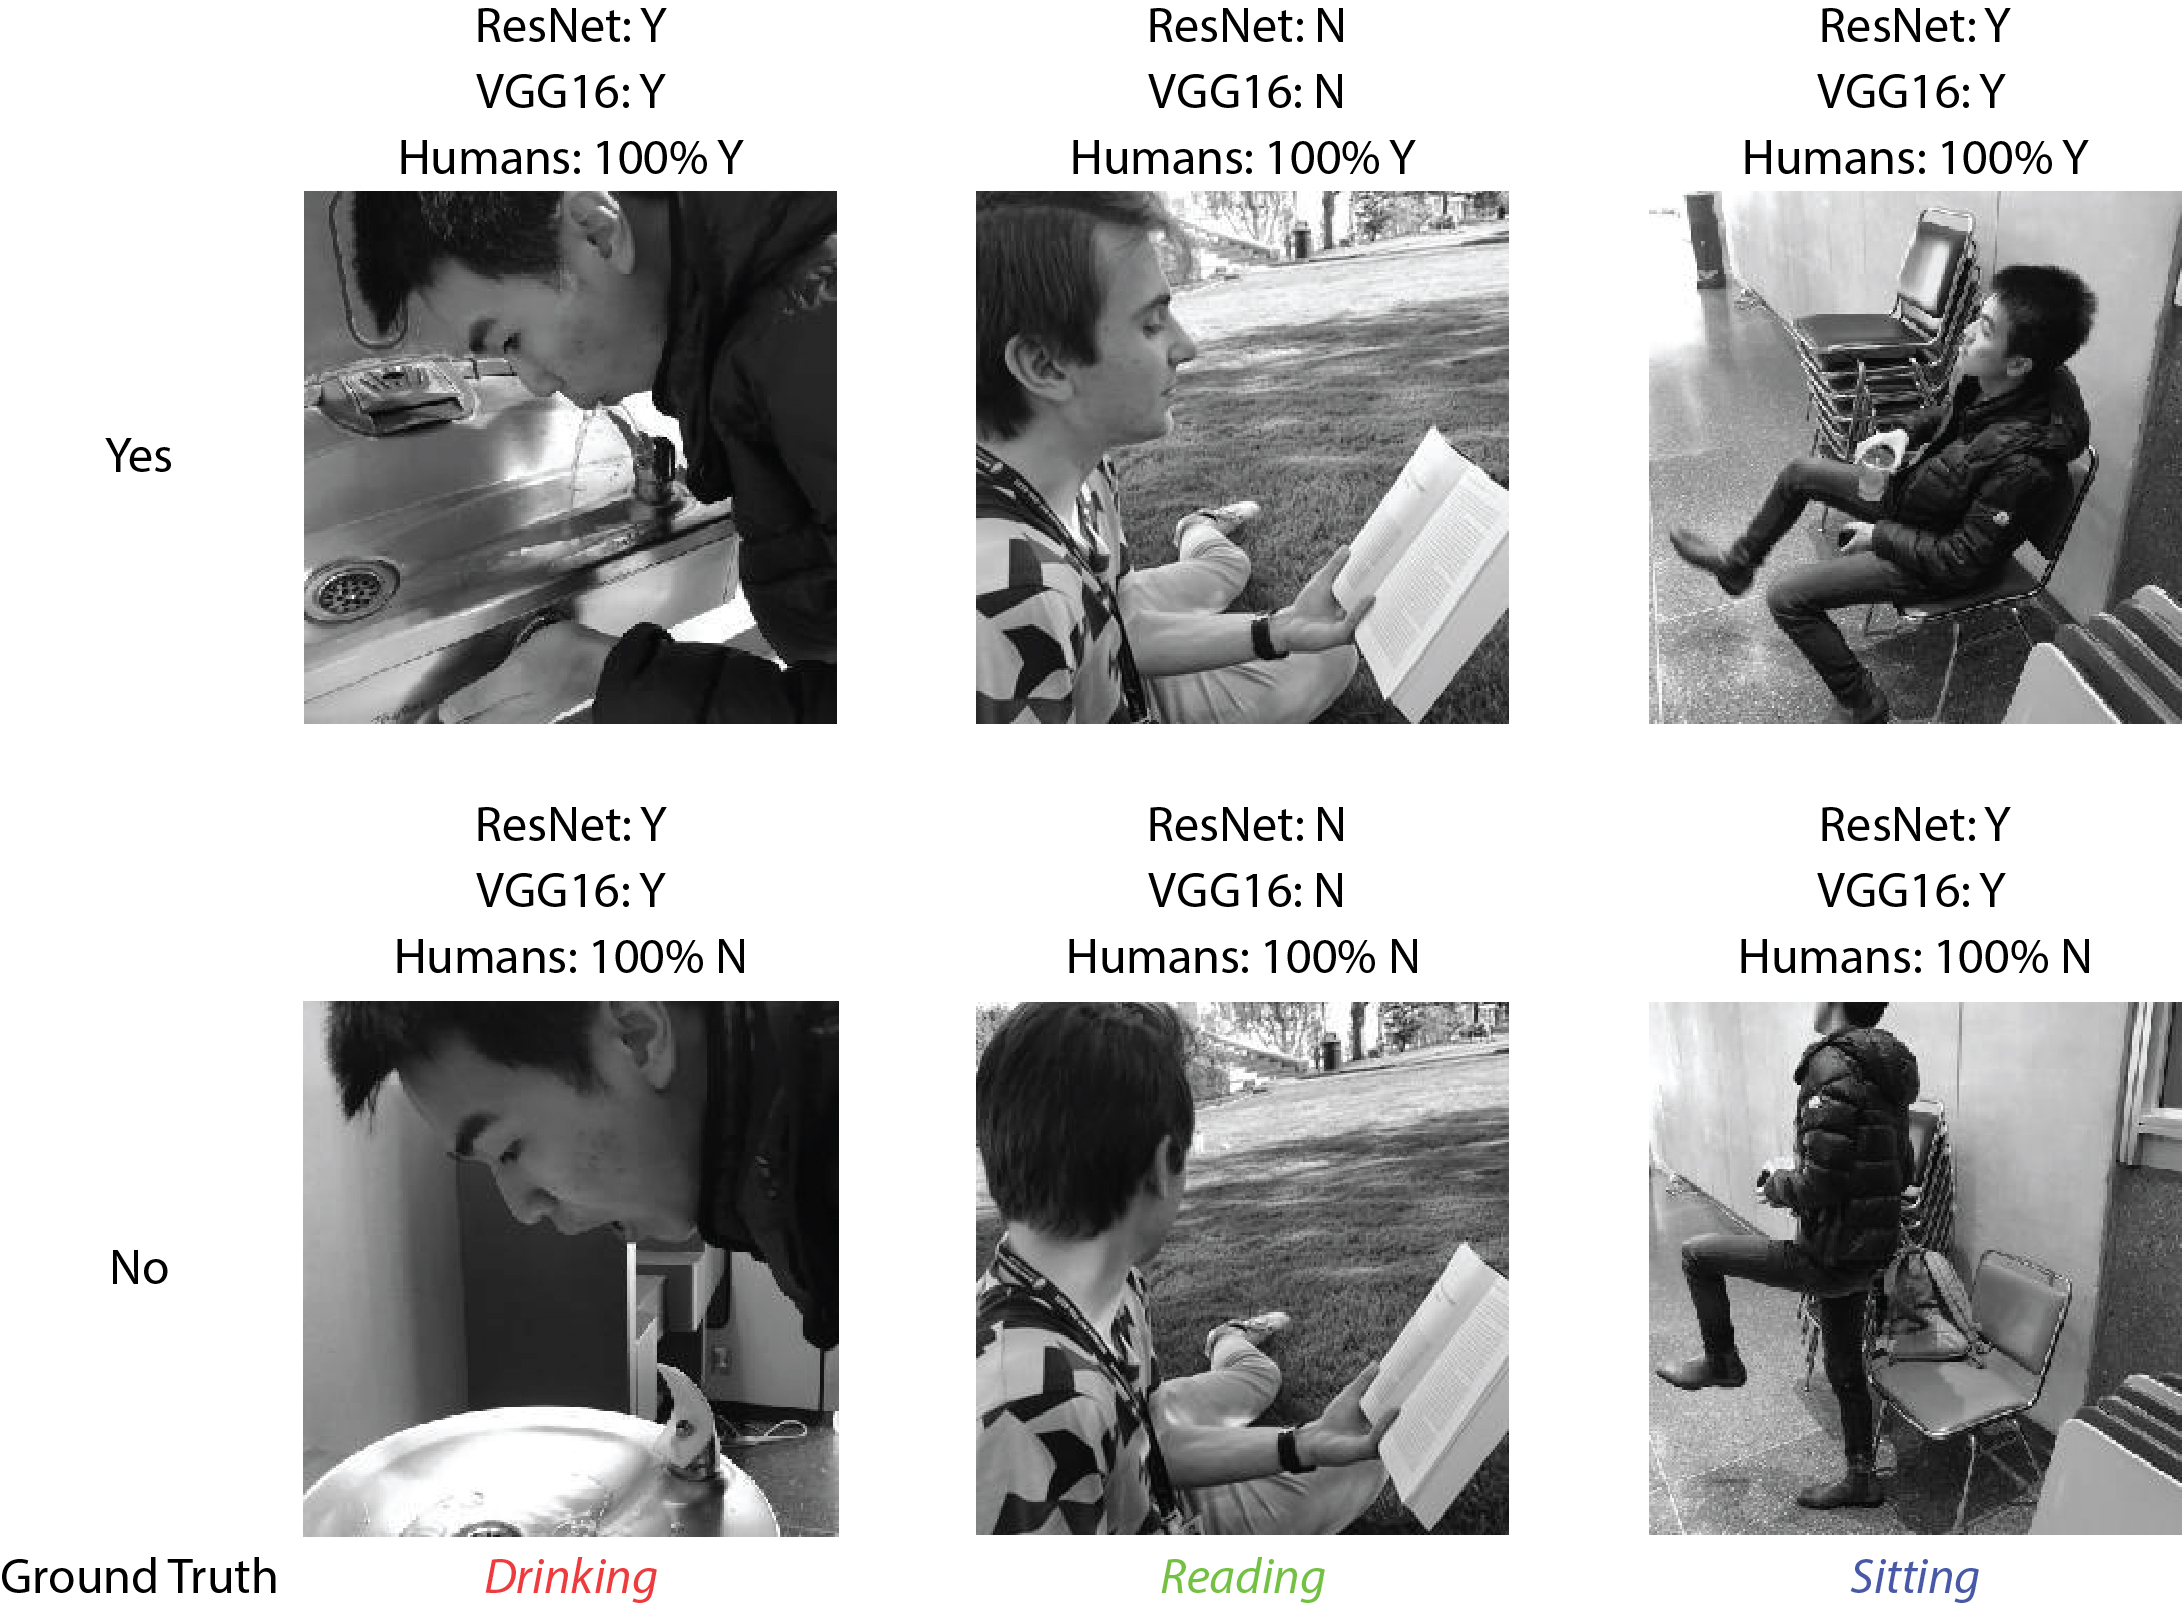 ResNet: Y
VGG16: Y
Humans: 100% Y
ResNet: N
VGG16: N
Humans: 100% Y
ResNet: Y
VGG16: Y
Humans: 100% Y
Yes
ResNet: Y
VGG16: Y
Humans: 100% N
ResNet: N
VGG16: N
Humans: 100% N
ResNet: Y
VGG16: Y
Humans: 100% N
No
Ground Truth
Drinking
Reading
Sitting